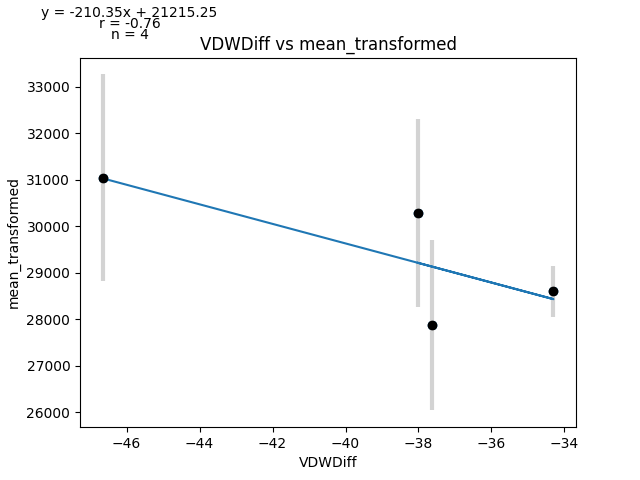 y = -210.35x + 21215.25
r = -0.76
n = 4
VDWDiff vs mean_transformed
33000
32000
31000
30000
29000
28000
27000
26000
mean_transformed
−46
−44
−42
−40
−38
−36
−34
VDWDiff